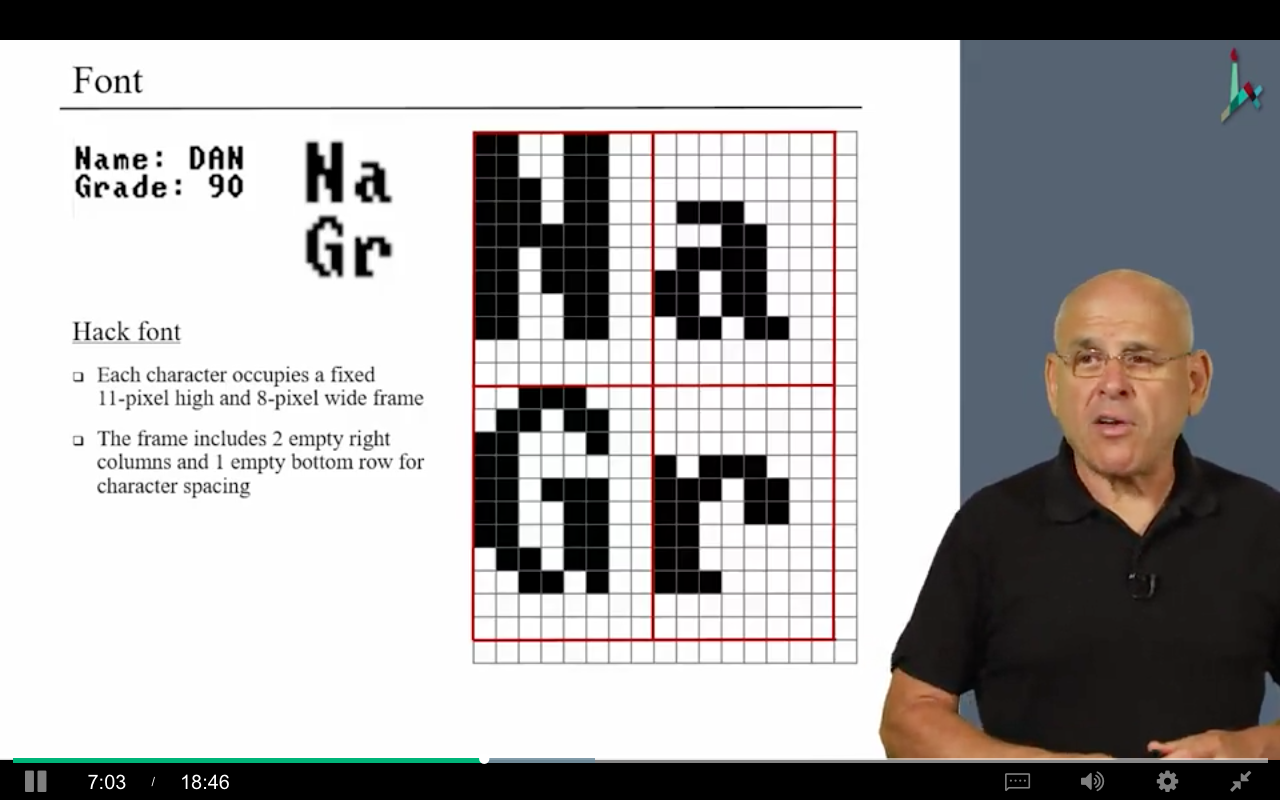 Font
Name: DAN
Grade: 90
Na
Gr
Na
Gr
Hack font
Each character occupies a fixed
11-pixel high and 8-pixel wide frame
The frame includes 2 empty right
columns and 1 empty bottom row for
character spacing
7:03 / 18:46